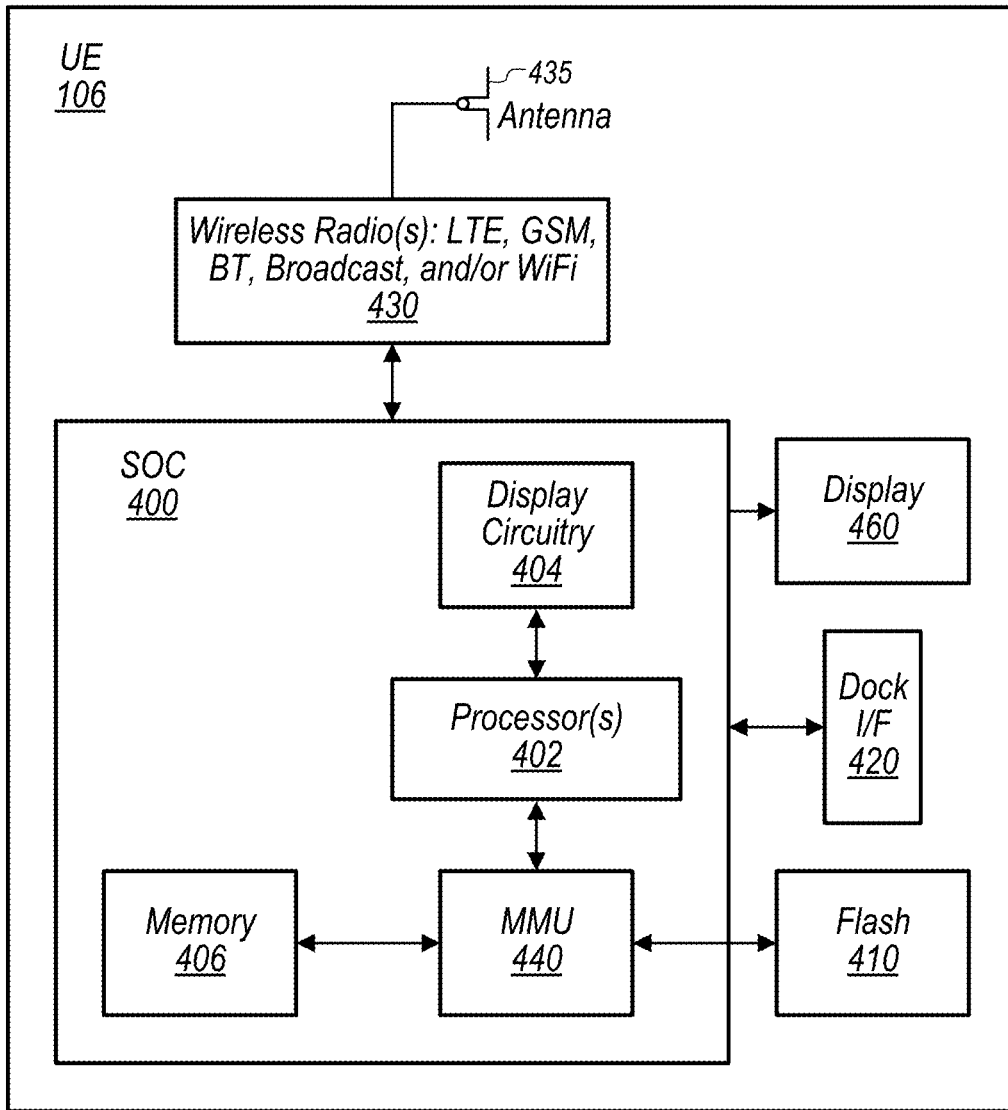 UE
106
435
Antenna
Wireless Radio(s): LTE, GSM,
BT, Broadcast, and/or WiFi
430
SOC
400
Display
Circuitry
404
Display
460
Processor(s)
402
Dock
I/F
420
Memory
406
MMU
440
Flash
410